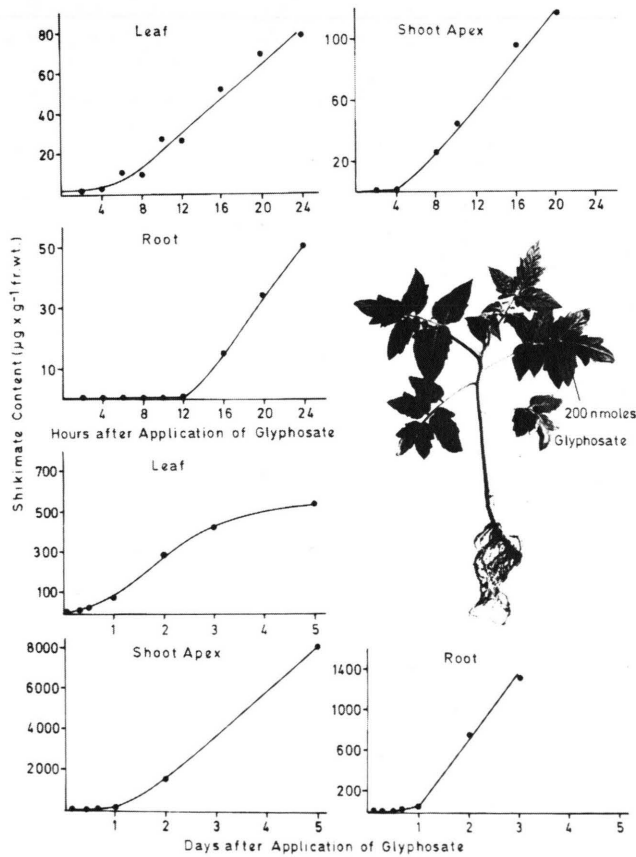 Leaf
80
60
40
20
4 8 12 16 20 24
Shoot Apex
100
60
20
4 8 12 16 20 24
Root
50
30
10
4 8 12 16 20 24
Hours after Application of Glyphosate
Shikimate Content (µg x g⁻¹ fr. wt.)
200 nmoles
Glyphosate
Leaf
700
500
300
100
1 2 3 4 5
Shoot Apex
8000
6000
4000
2000
1 2 3 4 5
Root
1400
1000
600
200
1 2 3 4 5
Days after Application of Glyphosate